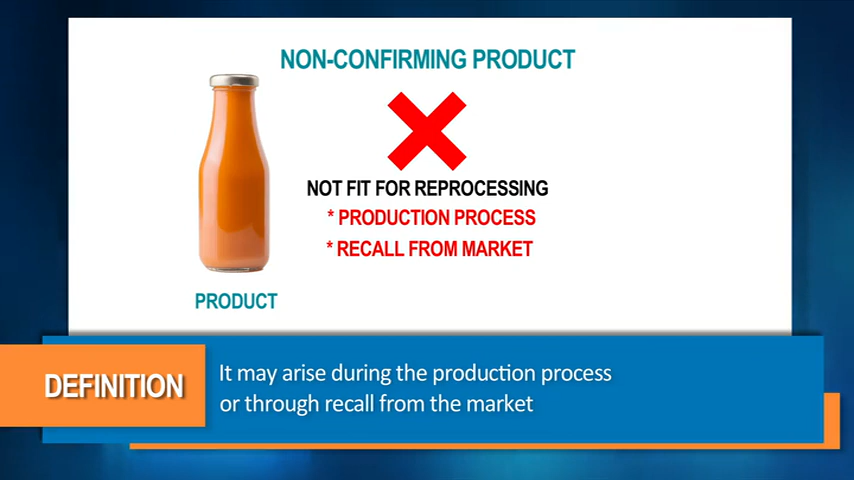 NON-CONFIRMING PRODUCT
NOT FIT FOR REPROCESSING
* PRODUCTION PROCESS
* RECALL FROM MARKET
PRODUCT
DEFINITION
It may arise during the production process
or through recall from the market